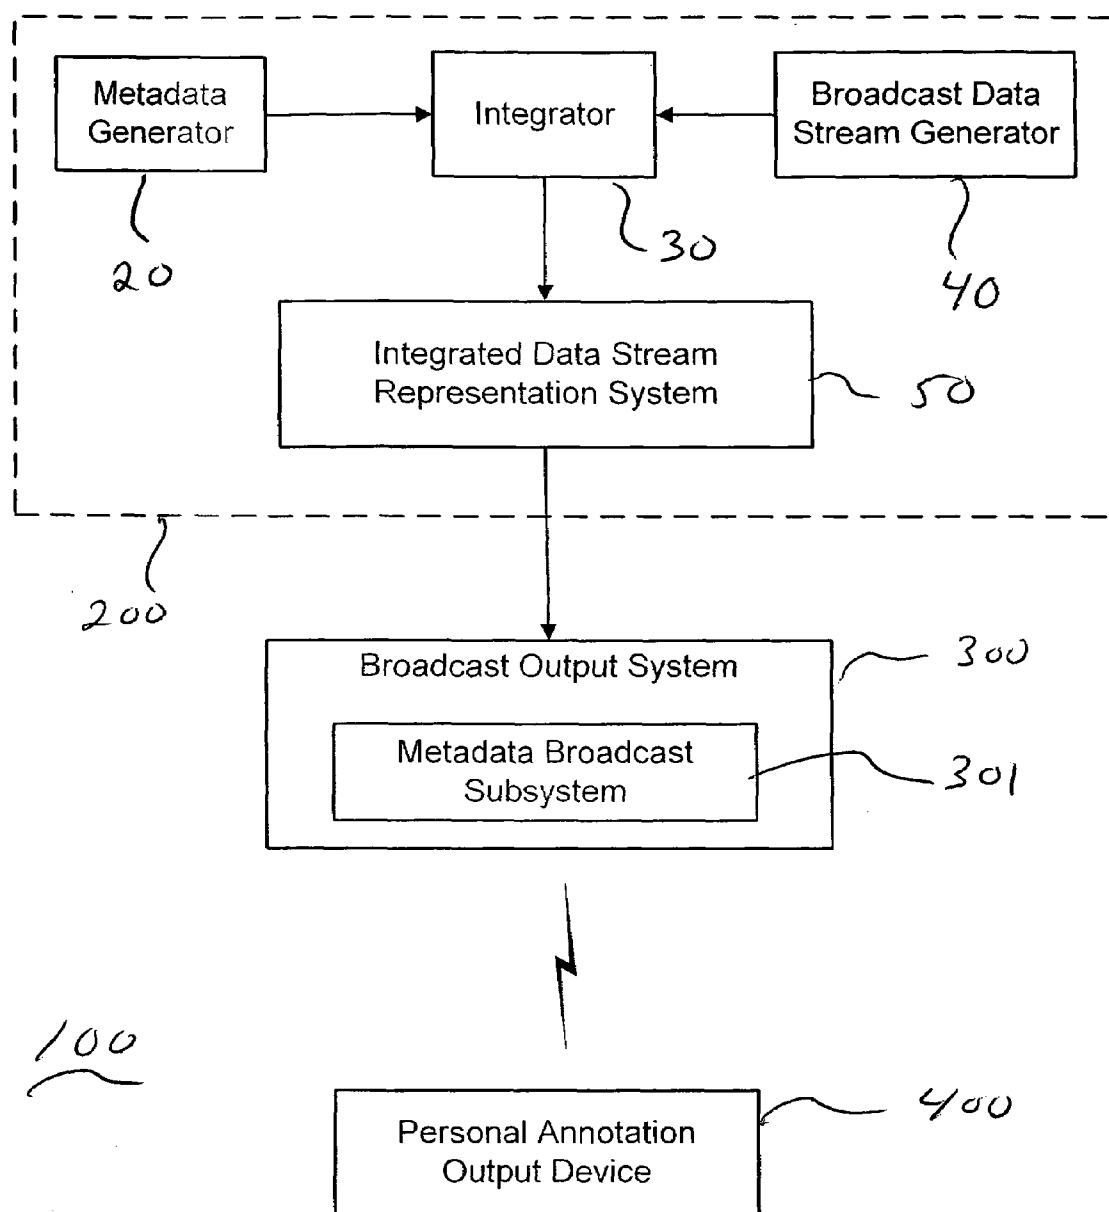 Metadata
Generator
Integrator
Broadcast Data
Stream Generator
20
30
40
Integrated Data Stream
Representation System
50
200
Broadcast Output System
300
Metadata Broadcast
Subsystem
301
100
Personal Annotation
Output Device
400